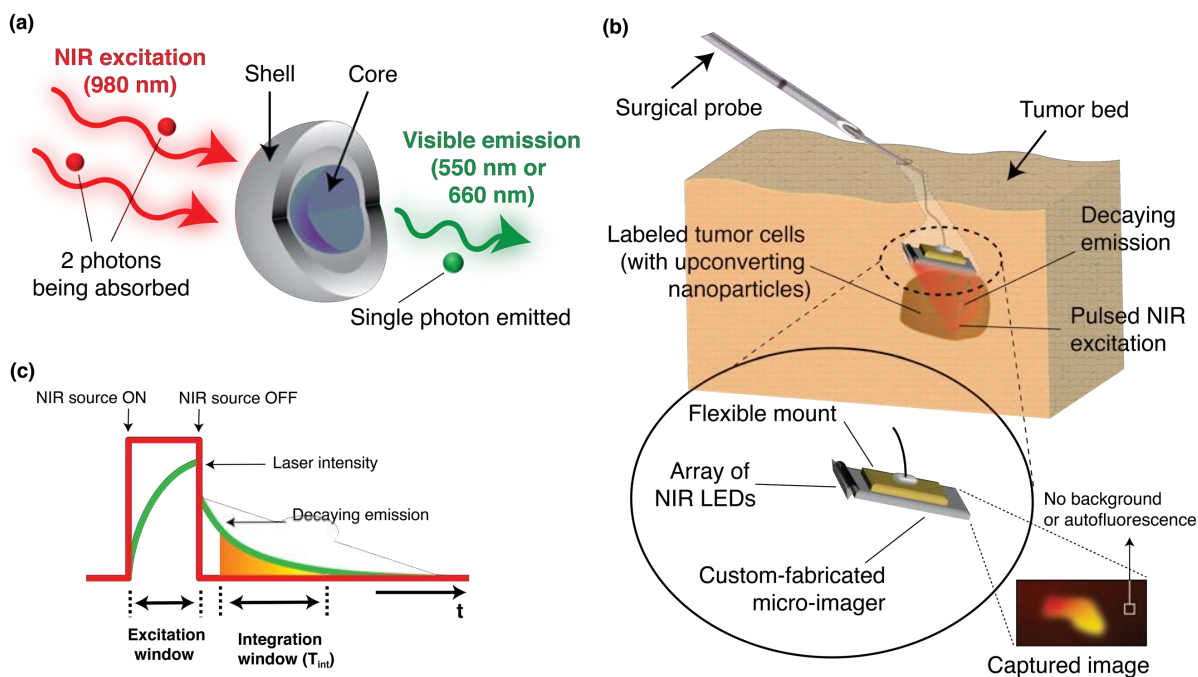 (a)
NIR excitation
(980 nm)
Shell
Core
Visible emission
(550 nm or
660 nm)
2 photons
being absorbed
Single photon emitted
(b)
Surgical probe
Tumor bed
Labeled tumor cells
(with upconverting
nanoparticles)
Decaying
emission
Pulsed NIR
excitation
Flexible mount
Array of
NIR LEDs
Custom-fabricated
micro-imager
No background
or autofluorescence
Captured image
(c)
NIR source ON
NIR source OFF
Laser intensity
Decaying emission
t
Excitation
window
Integration
window (Tint)